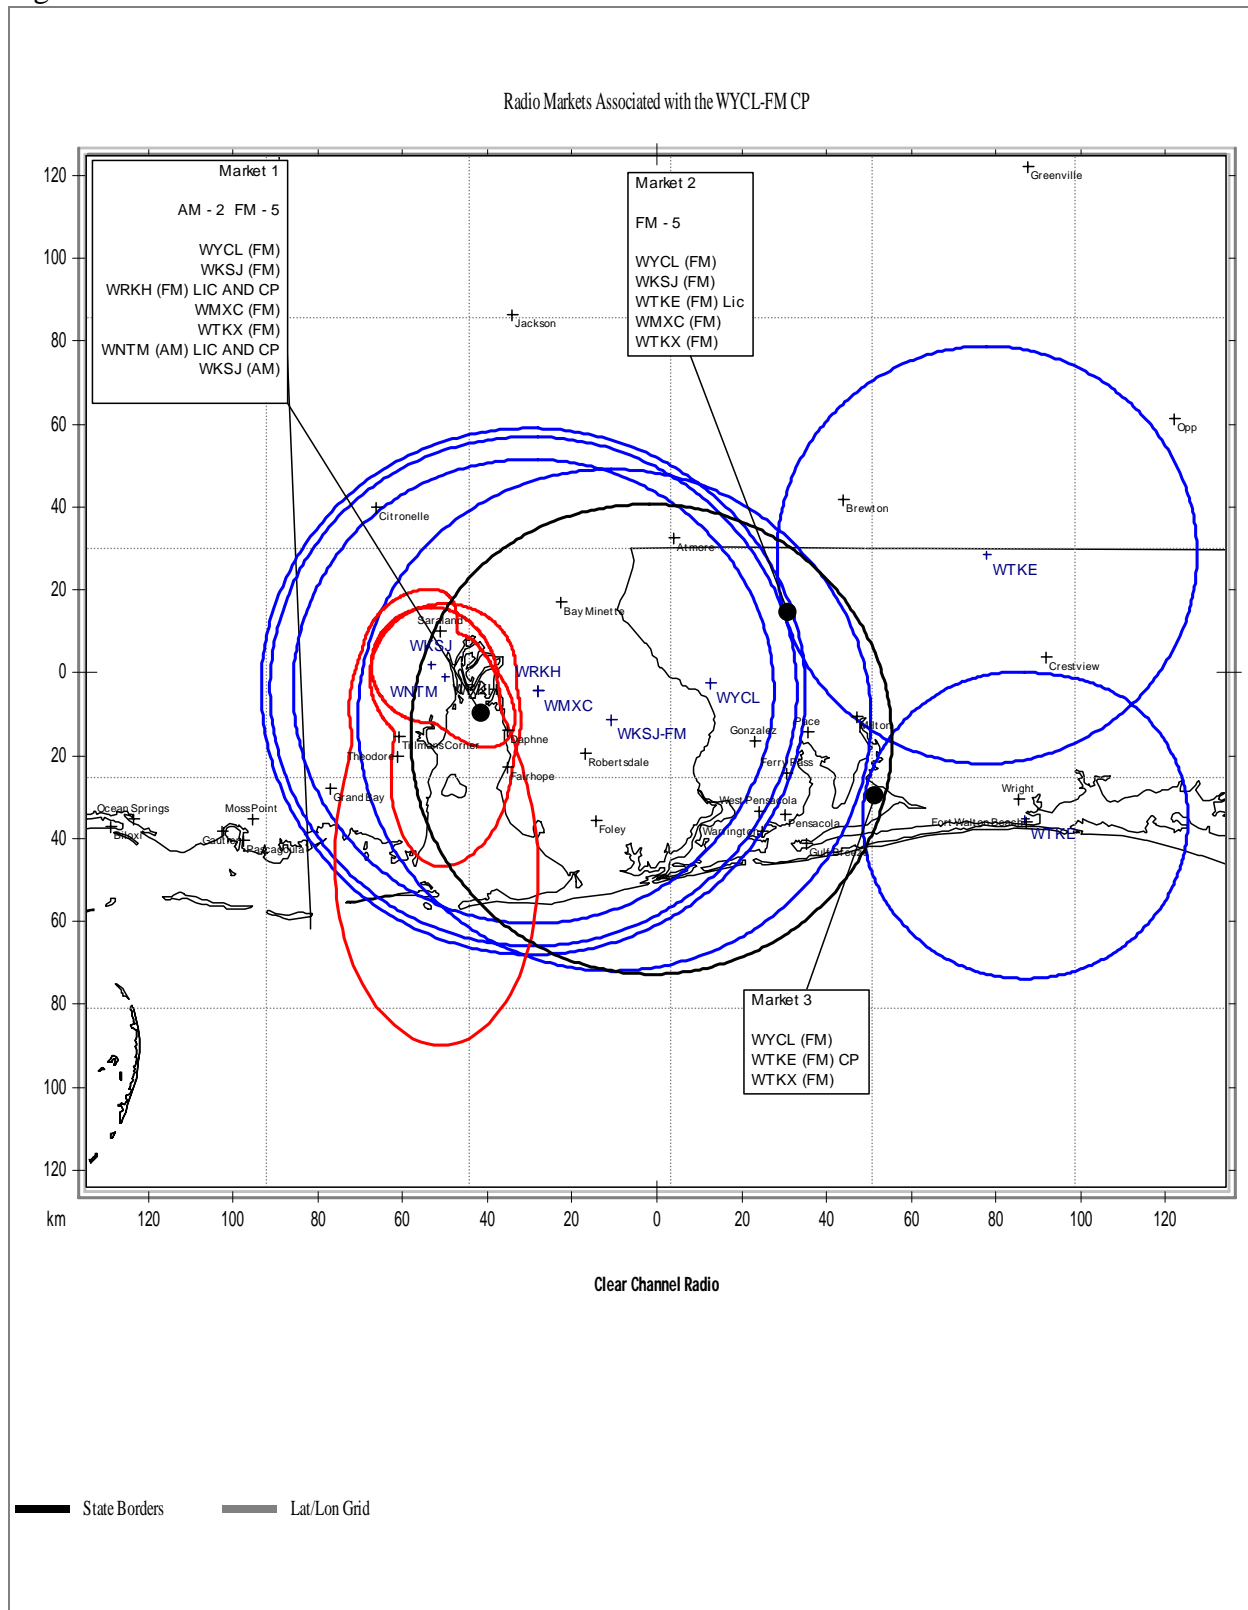 Radio Markets Associated with the WYCL-FM CP
Market 1
AM - 2 FM - 5
WYCL (FM)
WKSJ (FM)
WRKH (FM) LIC AND CP
WMXC (FM)
WTKX (FM)
WNTM (AM) LIC AND CP
WKSJ (AM)
Market 2
FM - 5
WYCL (FM)
WKSJ (FM)
WTKE (FM) Lic
WMXC (FM)
WTKX (FM)
120
100
80
60
40
20
0
20
40
60
80
100
120
Greenville
Jackson
Opp
Citronelle
Brewton
Atmore
WTKE
Bay Minette
Saraland
WKSJ
Crestview
WRKH
WNTM
WMXC
WYCL
Milton
Pace
WKSJ-FM
Gonzalez
Daphne
TilmansCorner
Theodore
Robertsdale
Ferry Pass
Fairhope
Grand Bay
Wright
West Pensacola
Ocean Springs
Moss Point
Pensacola
Foley
Fort Walton Beach
WTKE
Biloxi
Gautier
Warrington
Pascagoula
Gulf Breeze
Market 3
WYCL (FM)
WTKE (FM) CP
WTKX (FM)
km
120 100 80 60 40 20 0 20 40 60 80 100 120
Clear Channel Radio
State Borders
Lat/Lon Grid